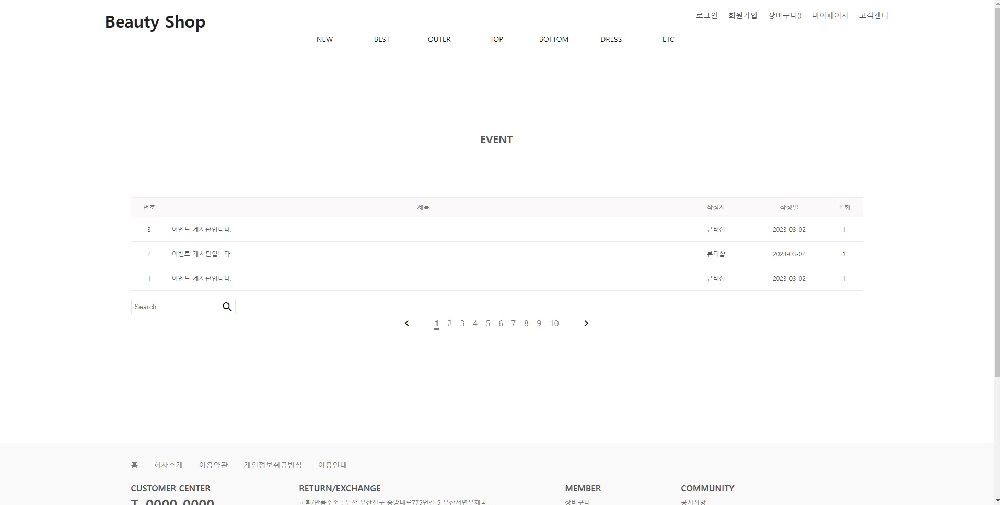 Beauty Shop
로그인 회원가입 장바구니() 마이페이지 고객센터
NEW BEST OUTER TOP BOTTOM DRESS ETC
EVENT
번호 제목 작성자 작성일 조회
3 이벤트 게시판입니다. 뷰티샵 2023-03-02 1
2 이벤트 게시판입니다. 뷰티샵 2023-03-02 1
1 이벤트 게시판입니다. 뷰티샵 2023-03-02 1
Search
1 2 3 4 5 6 7 8 9 10
홈 회사소개 이용약관 개인정보취급방침 이용안내
CUSTOMER CENTER RETURN/EXCHANGE MEMBER COMMUNITY
T. 0000-0000 교환/반품주소 : 부산 부산진구 중앙대로775번길 5 부산서면우체국 장바구니 공지사항